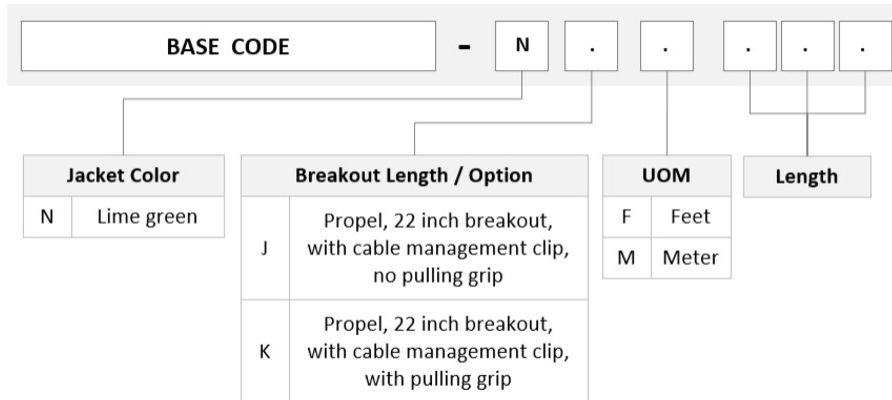 BASE CODE - N . . . . .
Jacket Color
N Lime green
Breakout Length / Option
J Propel, 22 inch breakout,
with cable management clip,
no pulling grip
K Propel, 22 inch breakout,
with cable management clip,
with pulling grip
UOM
F Feet
M Meter
Length